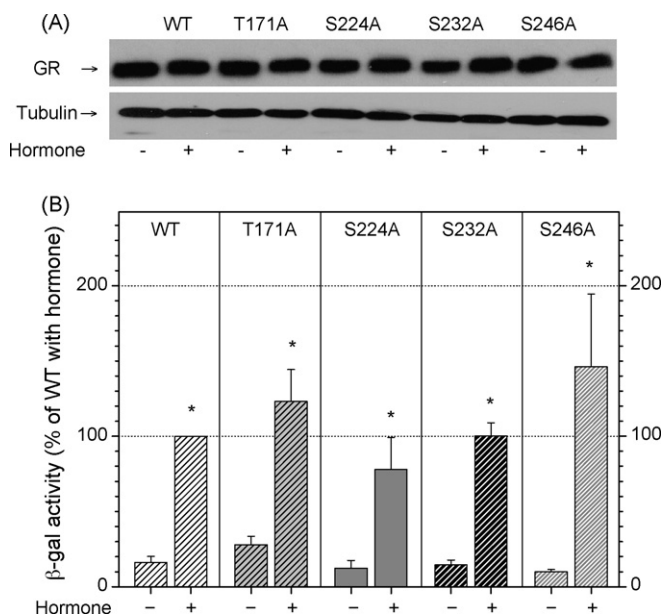 (A)
WT T171A S224A S232A S246A
GR →
Tubulin →
Hormone - + - + - + - + - +
(B)
WT T171A S224A S232A S246A
β-gal activity (% of WT with hormone)
200 200
* * * * *
100 100
0 0
Hormone − + − + − + − + − +